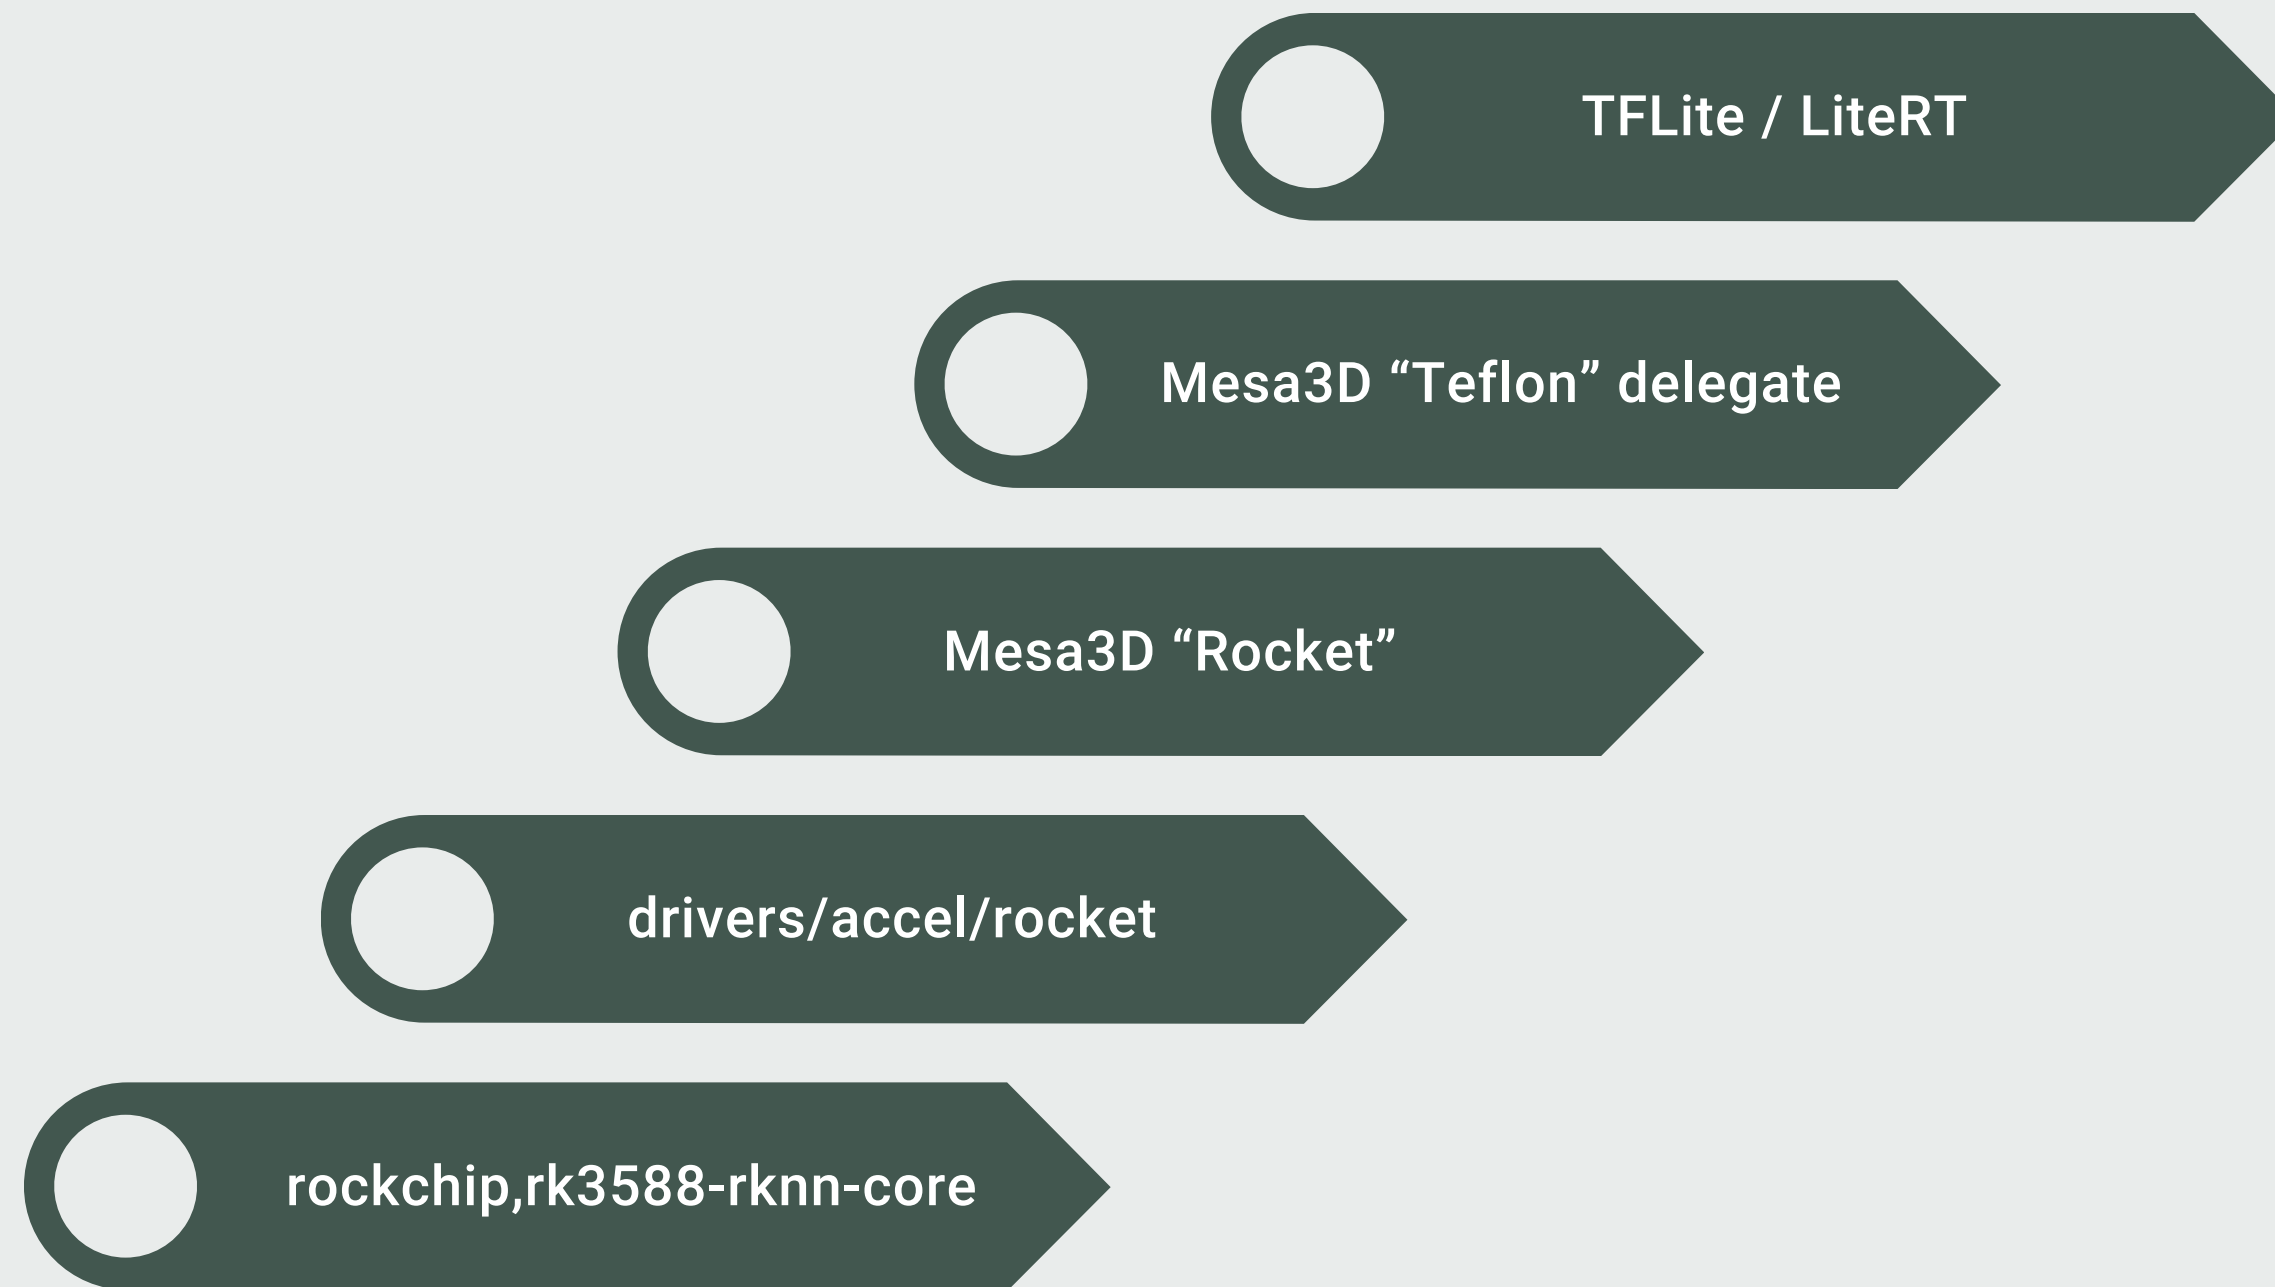 TFLite / LiteRT
Mesa3D “Teflon” delegate
Mesa3D “Rocket”
drivers/accel/rocket
rockchip,rk3588-rknn-core